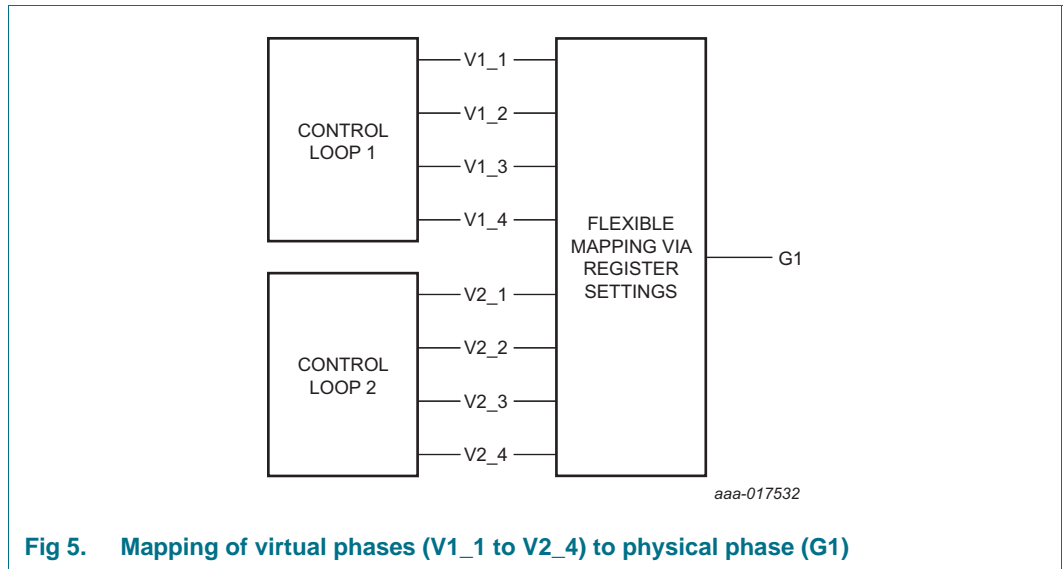 CONTROL
LOOP 1
V1_1
V1_2
V1_3
V1_4
CONTROL
LOOP 2
V2_1
V2_2
V2_3
V2_4
FLEXIBLE
MAPPING VIA
REGISTER
SETTINGS
G1
aaa-017532
Fig 5. Mapping of virtual phases (V1_1 to V2_4) to physical phase (G1)